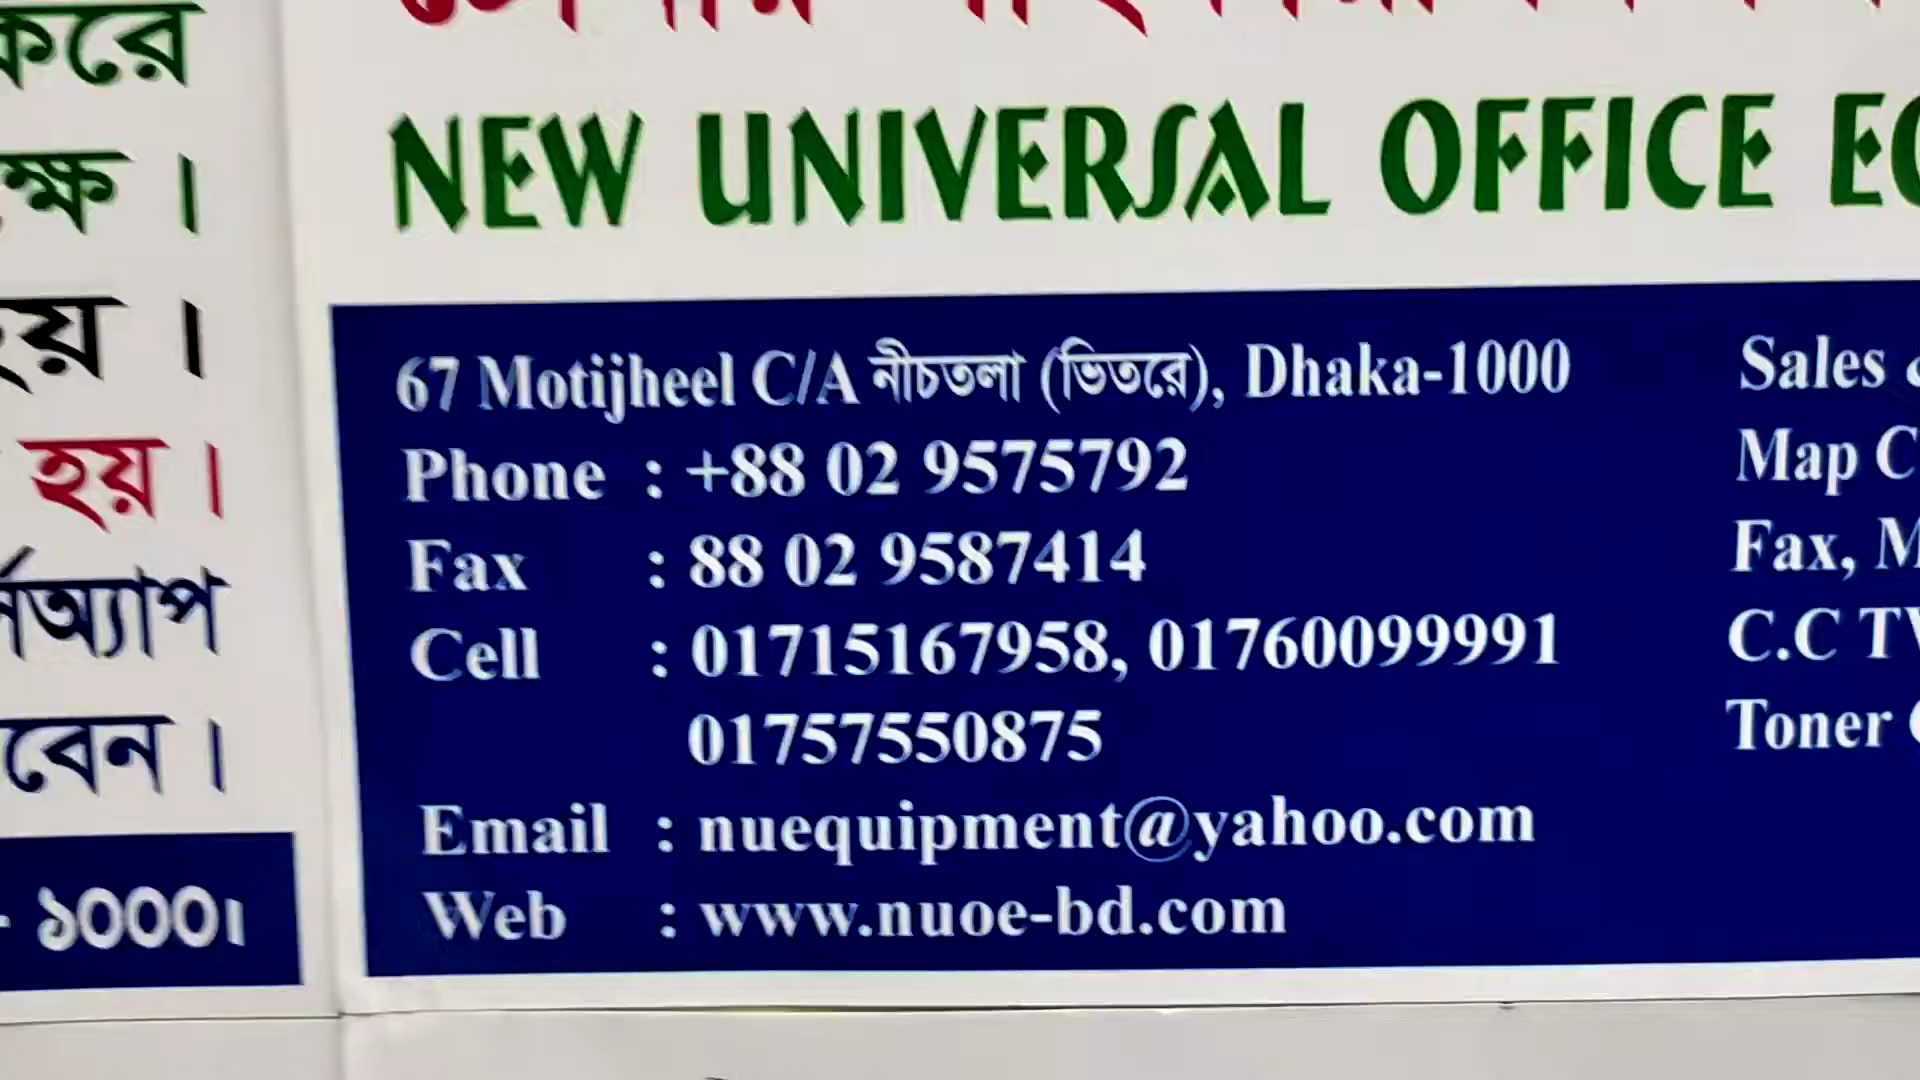 করে
NEW UNIVERSAL OFFICE
।
হয় ।
হয় ।
বেন ।
- ১০০০।
67 Motijheel C/A নীচতলা (ভিতরে), Dhaka-1000
Phone : +88 02 9575792
Fax : 88 02 9587414
Cell : 01715167958, 01760099991
01757550875
Email : nuequipment@yahoo.com
Web : www.nuoe-bd.com
Sales
Map C
Fax, M
C.C TV
Toner